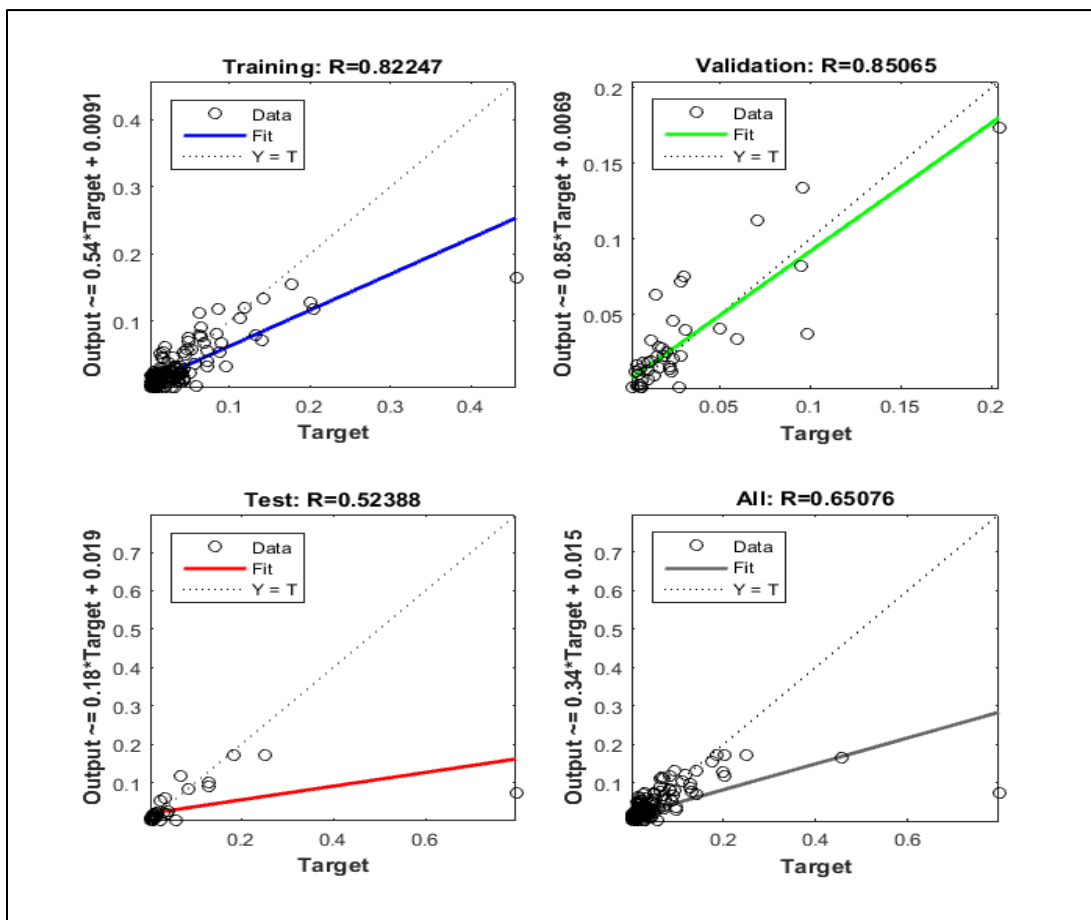 Training: R=0.82247
Output ~= 0.54*Target + 0.0091
Data
Fit
Y = T
0.4
0.3
0.2
0.1
0.1
0.2
0.3
0.4
Target
Validation: R=0.85065
Output ~= 0.85*Target + 0.0069
Data
Fit
Y = T
0.2
0.15
0.1
0.05
0.05
0.1
0.15
0.2
Target
Test: R=0.52388
Output ~= 0.18*Target + 0.019
Data
Fit
Y = T
0.7
0.6
0.5
0.4
0.3
0.2
0.1
0.2
0.4
0.6
Target
All: R=0.65076
Output ~= 0.34*Target + 0.015
Data
Fit
Y = T
0.7
0.6
0.5
0.4
0.3
0.2
0.1
0.2
0.4
0.6
Target